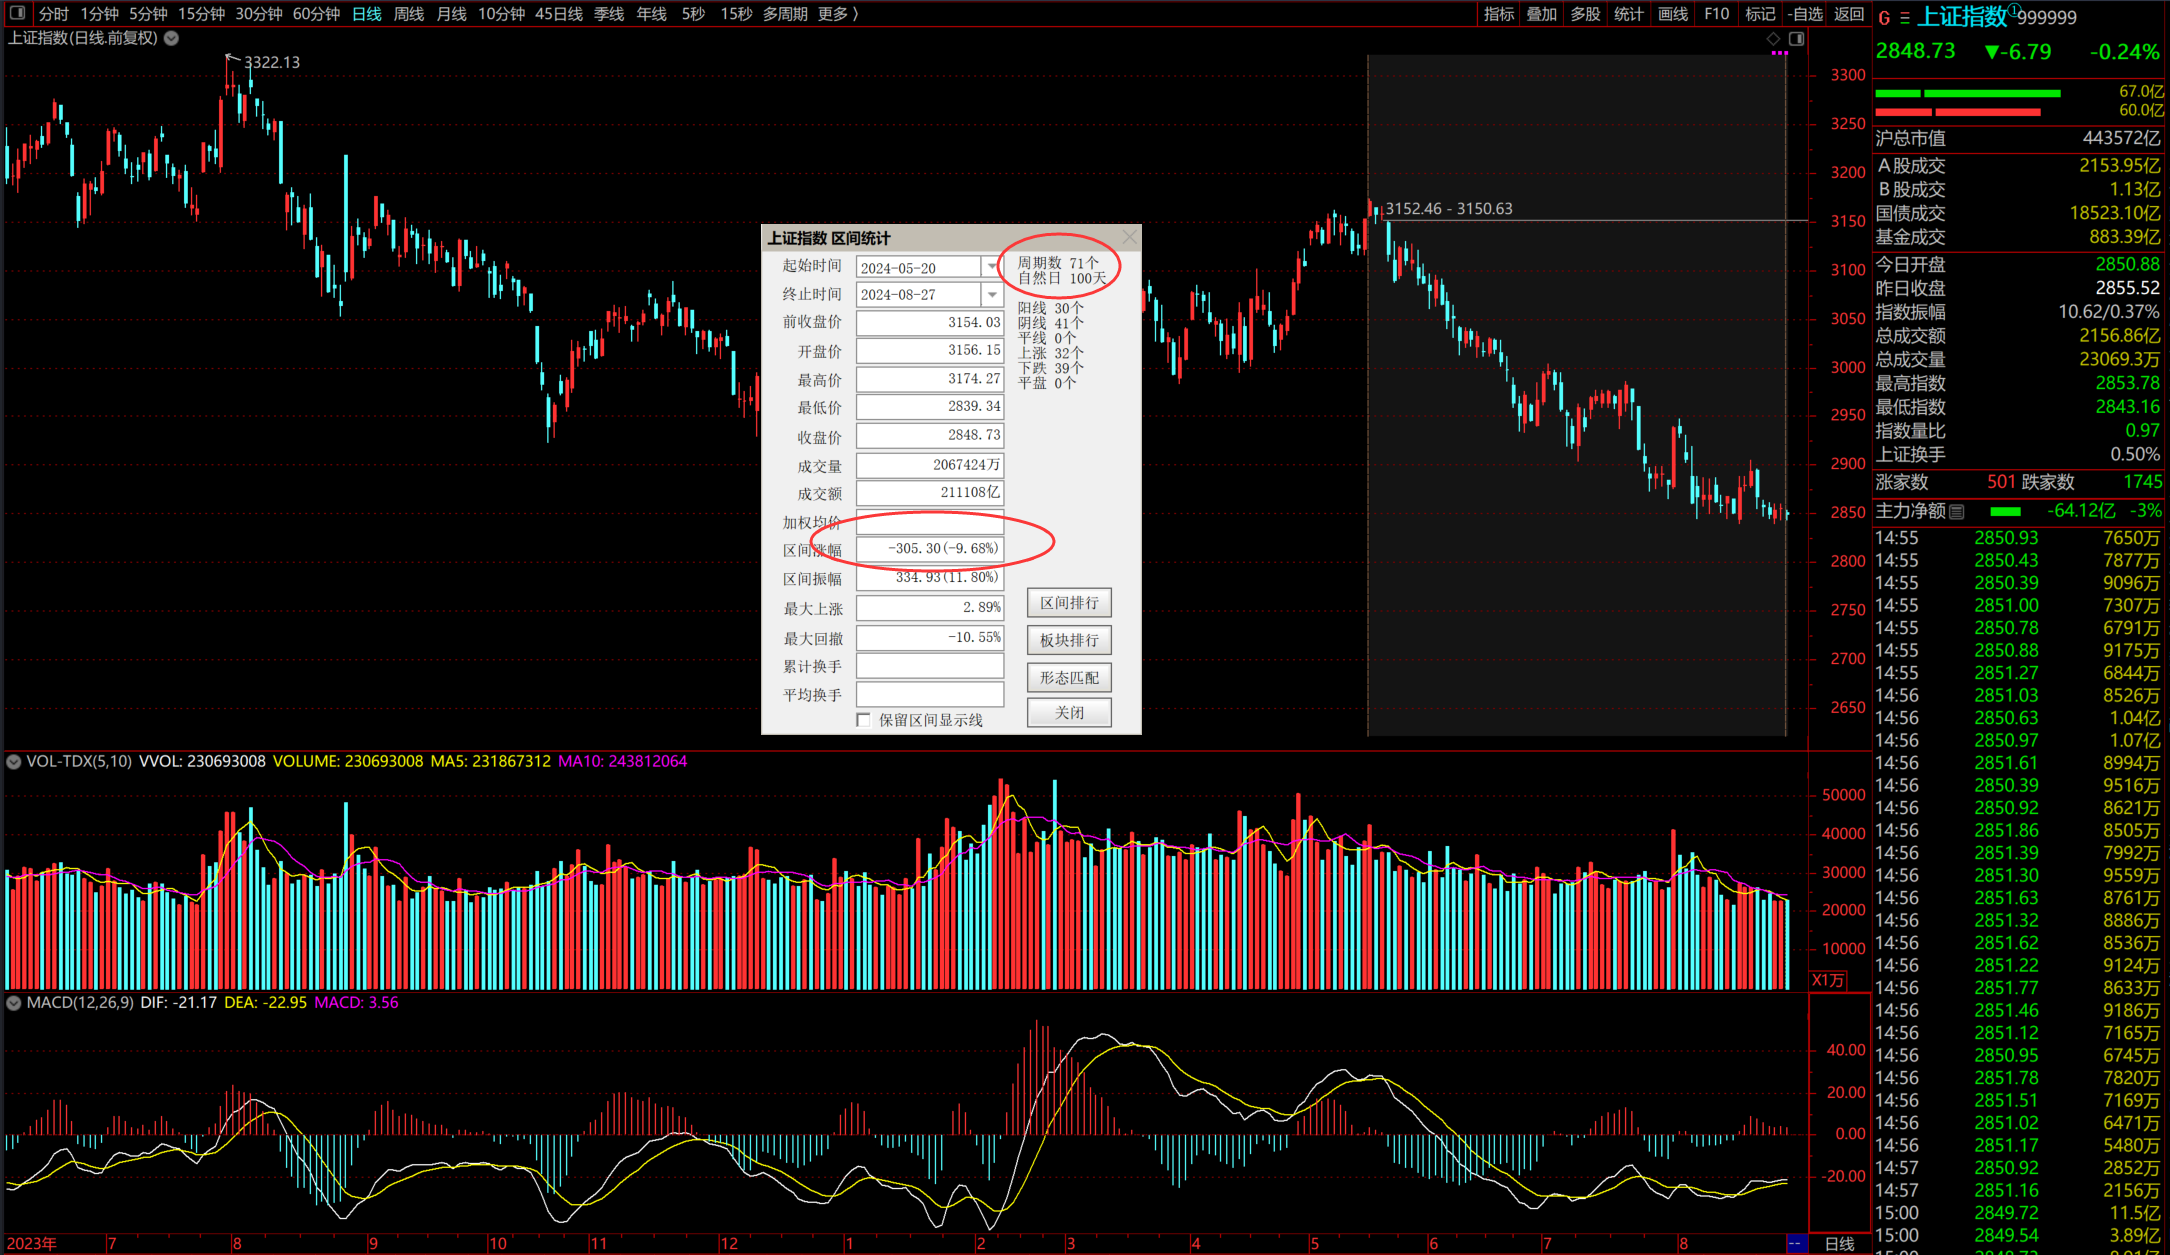 分时 1分钟 5分钟 15分钟 30分钟 60分钟 日线 周线 月线 10分钟 45日线 季线 年线 5秒 15秒 多周期 更多 〉
指标 叠加 多股 统计 画线 F10 标记 -自选 返回
上证指数(日线.前复权)
3322.13
3152.46 - 3150.63
3300
3250
3200
3150
3100
3050
3000
2950
2900
2850
2800
2750
2700
2650
上证指数 区间统计
起始时间 2024-05-20
终止时间 2024-08-27
前收盘价 3154.03
开盘价 3156.15
最高价 3174.27
最低价 2839.34
收盘价 2848.73
成交量 2067424万
成交额 211108亿
加权均价
区间涨幅 -305.30(-9.68%)
区间振幅 334.93(11.80%)
最大上涨 2.89%
最大回撤 -10.55%
累计换手
平均换手
周期数 71个
自然日 100天
阳线 30个
阴线 41个
平线 0个
上涨 32个
下跌 39个
平盘 0个
区间排行
板块排行
形态匹配
关闭
保留区间显示线
VOL-TDX(5,10) VVOL: 230693008 VOLUME: 230693008 MA5: 231867312 MA10: 243812064
50000
40000
30000
20000
10000
X1万
MACD(12,26,9) DIF: -21.17 DEA: -22.95 MACD: 3.56
40.00
20.00
0.00
-20.00
2023年 7 8 9 10 11 12 1 2 3 4 5 6 7 8 -- 日线
G 上证指数① 999999
2848.73 ▼-6.79 -0.24%
67.0亿
60.0亿
沪总市值 443572亿
A股成交 2153.95亿
B股成交 1.13亿
国债成交 18523.10亿
基金成交 883.39亿
今日开盘 2850.88
昨日收盘 2855.52
指数振幅 10.62/0.37%
总成交额 2156.86亿
总成交量 23069.3万
最高指数 2853.78
最低指数 2843.16
指数量比 0.97
上证换手 0.50%
涨家数 501 跌家数 1745
主力净额 -64.12亿 -3%
14:55 2850.93 7650万
14:55 2850.43 7877万
14:55 2850.39 9096万
14:55 2851.00 7307万
14:55 2850.78 6791万
14:55 2850.88 9175万
14:55 2851.27 6844万
14:56 2851.03 8526万
14:56 2850.63 1.04亿
14:56 2850.97 1.07亿
14:56 2851.61 8994万
14:56 2850.39 9516万
14:56 2850.92 8621万
14:56 2851.86 8505万
14:56 2851.39 7992万
14:56 2851.30 9559万
14:56 2851.63 8761万
14:56 2851.32 8886万
14:56 2851.62 8536万
14:56 2851.22 9124万
14:56 2851.77 8633万
14:56 2851.46 9186万
14:56 2851.12 7165万
14:56 2850.95 6745万
14:56 2851.78 7820万
14:56 2851.51 7169万
14:56 2851.02 6471万
14:56 2851.17 5480万
14:57 2850.92 2852万
14:57 2851.16 2156万
15:00 2849.72 11.5亿
15:00 2849.54 3.89亿